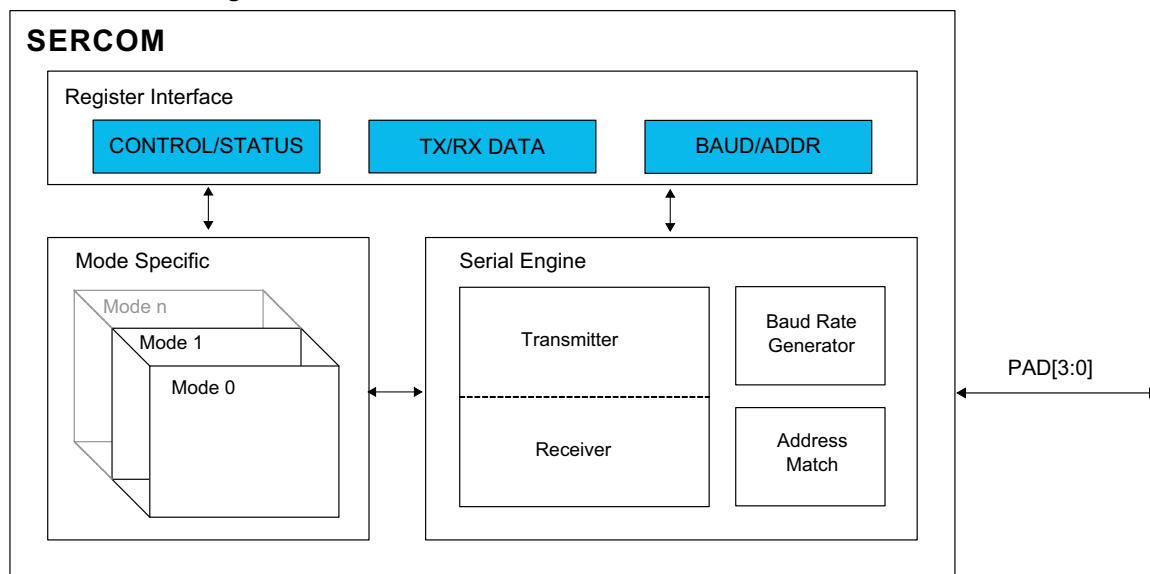 SERCOM
Register Interface
CONTROL/STATUS
TX/RX DATA
BAUD/ADDR
Mode Specific
Mode n
Mode 1
Mode 0
Serial Engine
Transmitter
Receiver
Baud Rate
Generator
Address
Match
PAD[3:0]